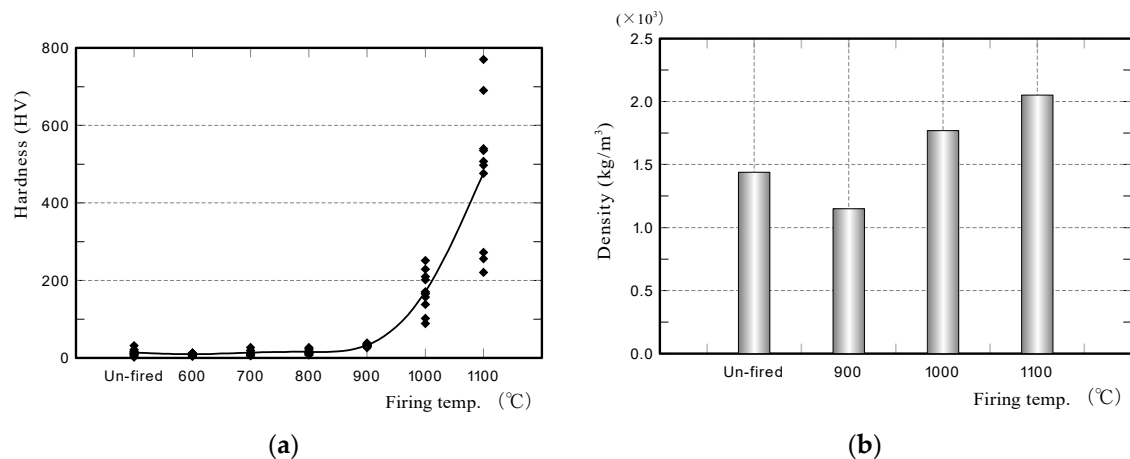 800
600
400
200
0
Hardness (HV)
Un-fired 600 700 800 900 1000 1100
Firing temp. (℃)
(a)
(×10³)
2.5
2.0
1.5
1.0
0.5
0.0
Density (kg/m³)
Un-fired 900 1000 1100
Firing temp. (℃)
(b)